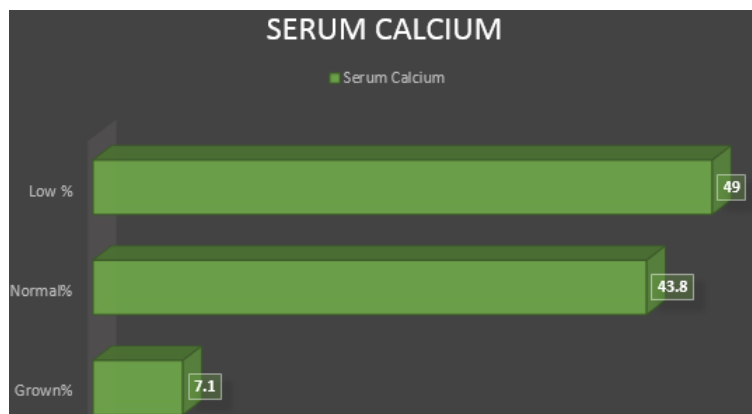 SERUM CALCIUM
Serum Calcium
Low % 49
Normal% 43.8
Grown% 7.1